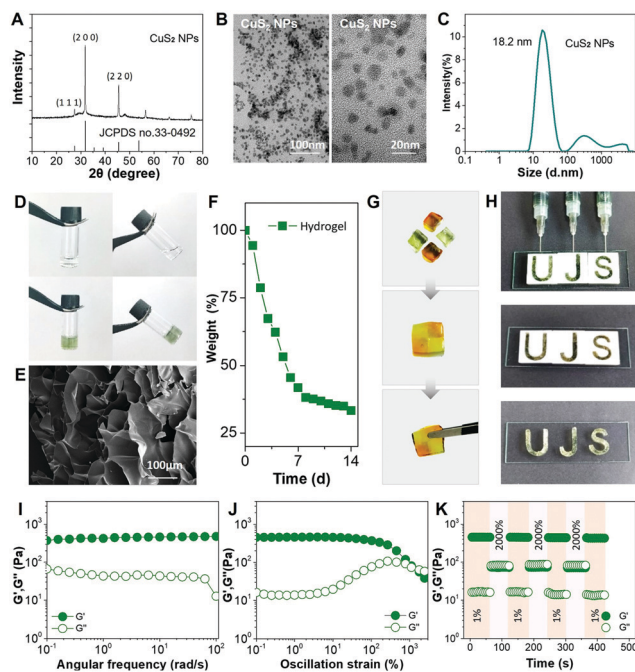 A
Intensity
(1 1 1)
(2 0 0)
(2 2 0)
CuS₂ NPs
JCPDS no.33-0492
10 20 30 40 50 60 70 80
2θ (degree)
B
CuS₂ NPs
100nm
CuS₂ NPs
20nm
C
Intensity(%)
10
8
6
4
2
0
18.2 nm
CuS₂ NPs
0.1 1 10 100 1000
Size (d.nm)
D
E
100μm
F
Weight (%)
100
75
50
25
Hydrogel
0 7 14
Time (d)
G
H
U J S
U J S
U J S
I
G',G''(Pa)
10³
10²
10¹
10⁰
G'
G''
10⁻¹ 10⁰ 10¹ 10²
Angular frequency (rad/s)
J
G',G''(Pa)
10³
10²
10¹
10⁰
G'
G''
10⁻¹ 10⁰ 10¹ 10² 10³
Oscillation strain (%)
K
G',G''(Pa)
10³
10²
10¹
10⁰
2000% 2000% 2000%
1% 1% 1% 1%
G'
G''
0 100 200 300 400 500
Time (s)